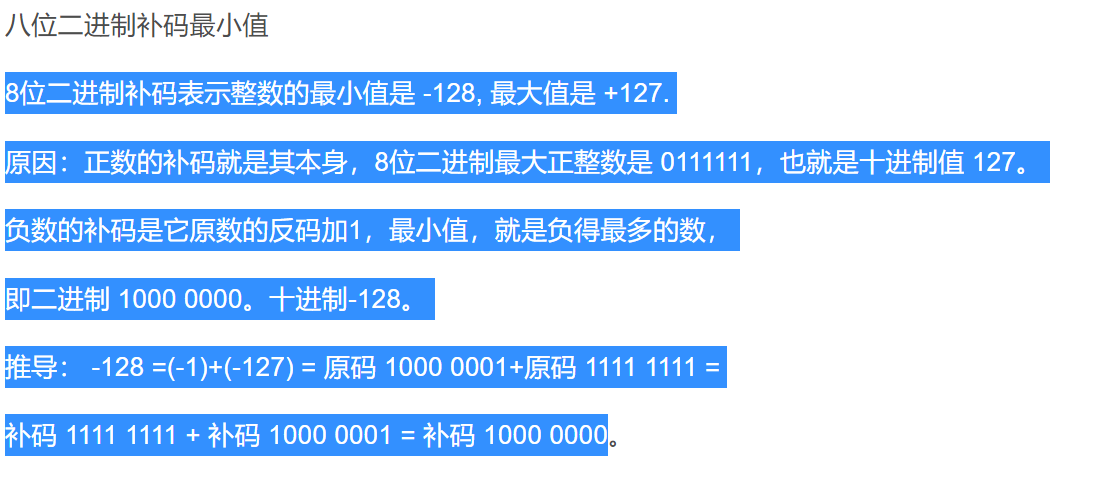 八位二进制补码最小值
8位二进制补码表示整数的最小值是 -128, 最大值是 +127.
原因：正数的补码就是其本身，8位二进制最大正整数是 0111111，也就是十进制值 127。
负数的补码是它原数的反码加1，最小值，就是负得最多的数，
即二进制 1000 0000。十进制-128。
推导： -128 =(-1)+(-127) = 原码 1000 0001+原码 1111 1111 =
补码 1111 1111 + 补码 1000 0001 = 补码 1000 0000。